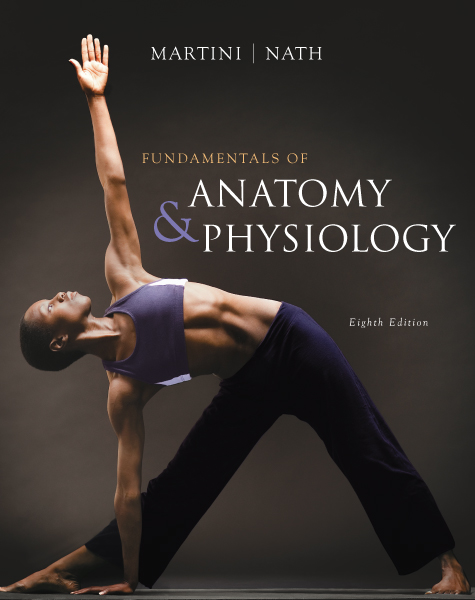 MARTINI | NATH
FUNDAMENTALS OF
ANATOMY
& PHYSIOLOGY
Eighth Edition